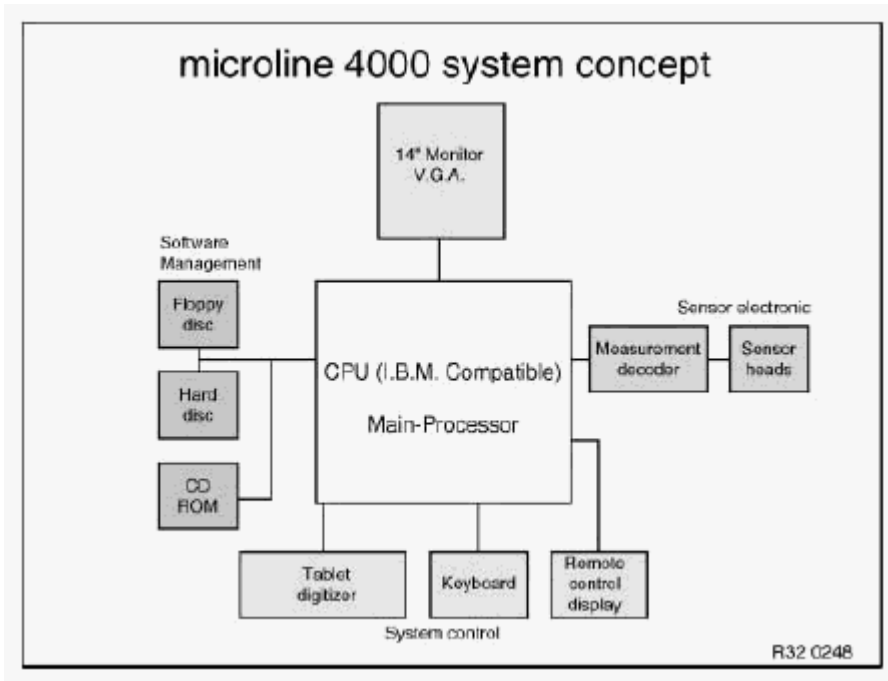 microline 4000 system concept
14" Monitor
V.G.A.
Software
Management
Floppy
disc
Hard
disc
CD
ROM
CPU (I.B.M. Compatible)
Main-Processor
Sensor electronic
Measurement
decoder
Sensor
heads
Tablet
digitizer
Keyboard
Remote
control
display
System control
R32 0248